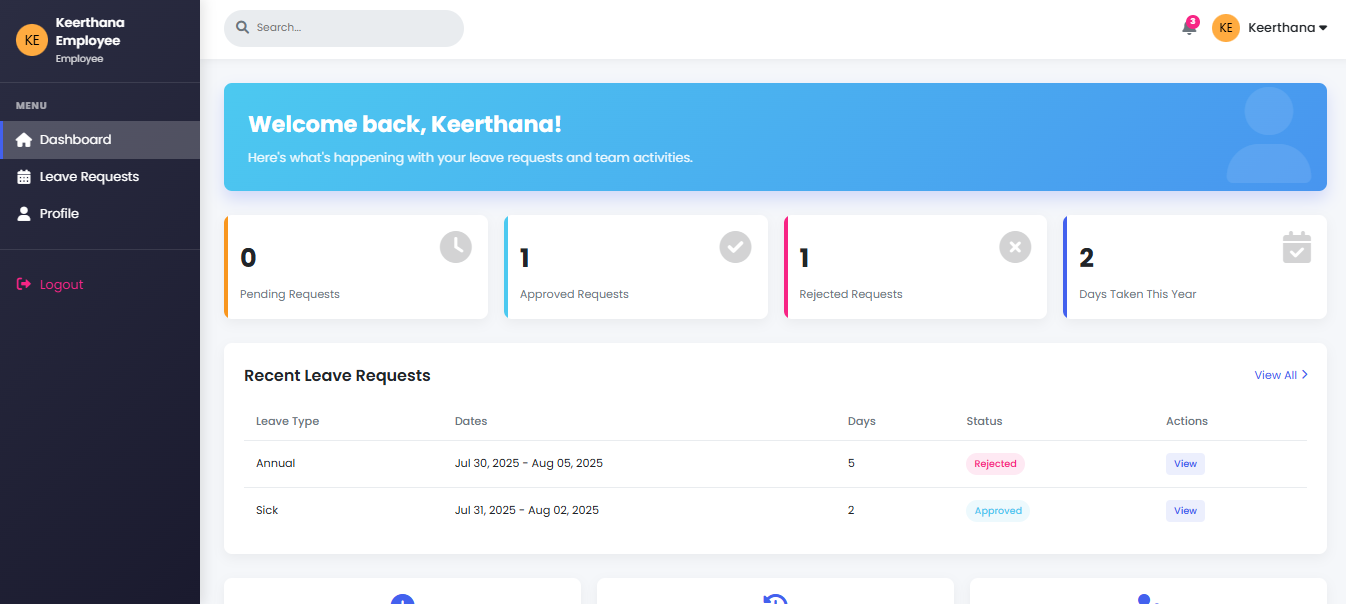 KE
Keerthana
Employee
Employee
MENU
Dashboard
Leave Requests
Profile
Logout
Search...
3
KE
Keerthana
Welcome back, Keerthana!
Here's what's happening with your leave requests and team activities.
0
Pending Requests
1
Approved Requests
1
Rejected Requests
2
Days Taken This Year
Recent Leave Requests
View All
Leave Type Dates Days Status Actions
Annual Jul 30, 2025 - Aug 05, 2025 5 Rejected View
Sick Jul 31, 2025 - Aug 02, 2025 2 Approved View